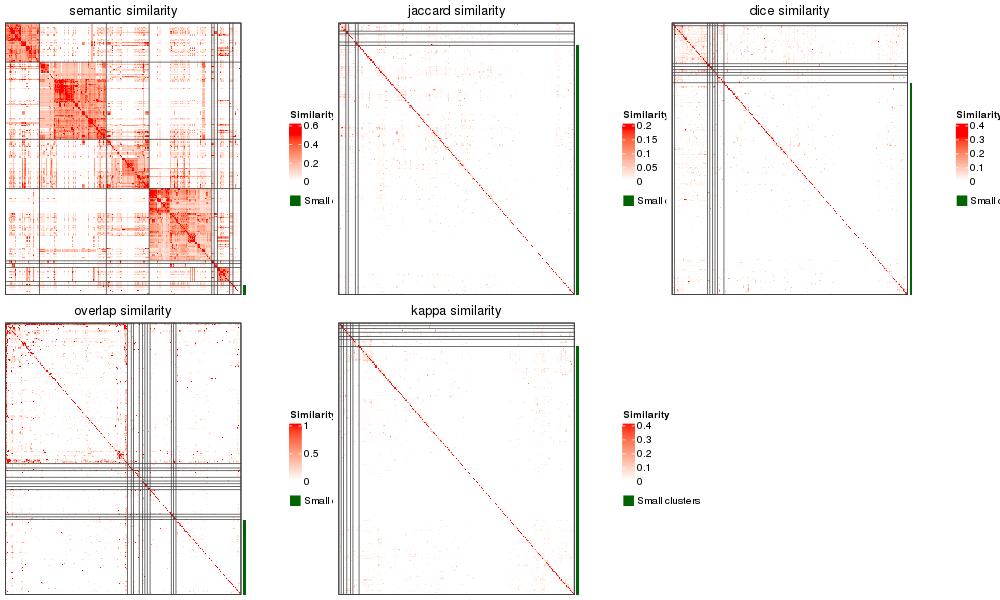 semantic similarity
Similarity
0.6
0.4
0.2
0
Small
jaccard similarity
Similarity
0.2
0.15
0.1
0.05
0
Small
dice similarity
Similarity
0.4
0.3
0.2
0.1
0
Small
overlap similarity
Similarity
1
0.5
0
Small
kappa similarity
Similarity
0.4
0.3
0.2
0.1
0
Small clusters